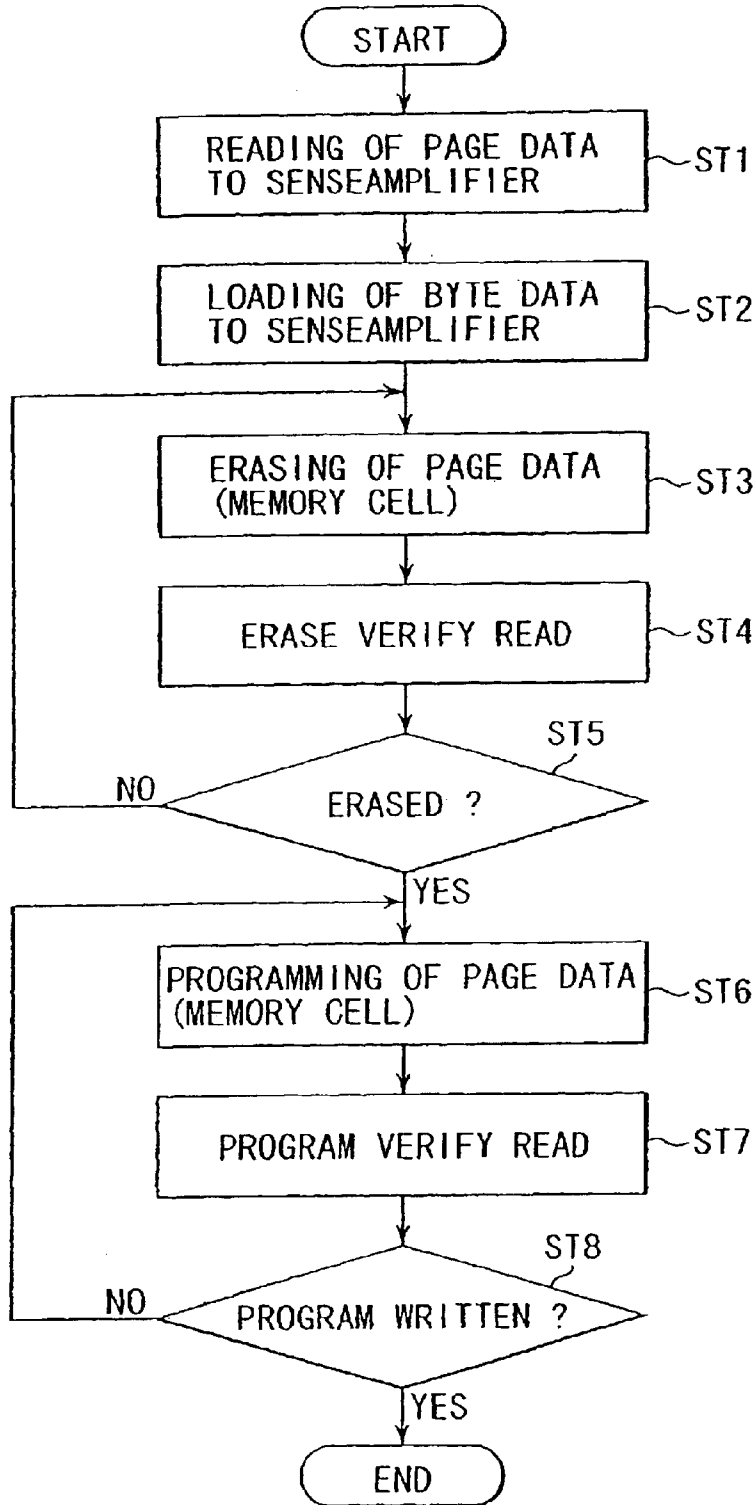 START
READING OF PAGE DATA
TO SENSEAMPLIFIER
ST1
LOADING OF BYTE DATA
TO SENSEAMPLIFIER
ST2
ERASING OF PAGE DATA
(MEMORY CELL)
ST3
ERASE VERIFY READ
ST4
ST5
NO
ERASED ?
YES
PROGRAMMING OF PAGE DATA
(MEMORY CELL)
ST6
PROGRAM VERIFY READ
ST7
ST8
NO
PROGRAM WRITTEN ?
YES
END